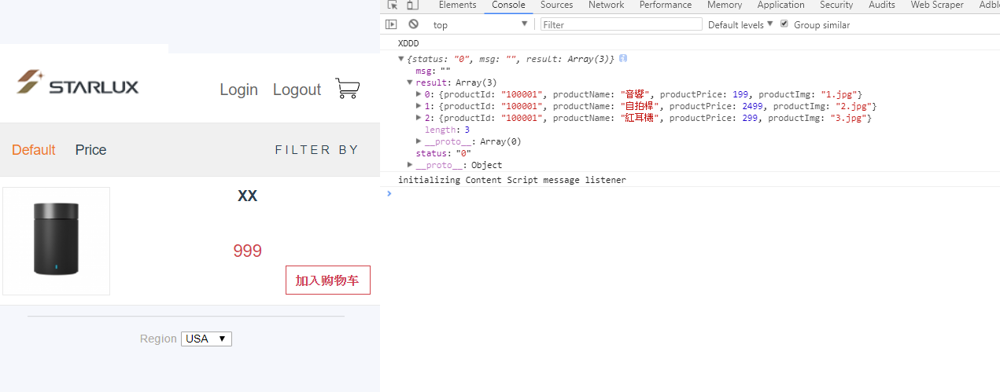 Elements Console Sources Network Performance Memory Application Security Audits Web Scraper Adbl
top ▼ Filter Default levels ▼ Group similar
XDDD
▼ {status: "0", msg: "", result: Array(3)} i
msg: ""
▼ result: Array(3)
▶ 0: {productId: "100001", productName: "音響", productPrice: 199, productImg: "1.jpg"}
▶ 1: {productId: "100001", productName: "自拍桿", productPrice: 2499, productImg: "2.jpg"}
▶ 2: {productId: "100001", productName: "紅耳機", productPrice: 299, productImg: "3.jpg"}
length: 3
▶ __proto__: Array(0)
status: "0"
▶ __proto__: Object
initializing Content Script message listener
STARLUX
Login Logout
Default Price FILTER BY
XX
999
加入购物车
Region USA ▼